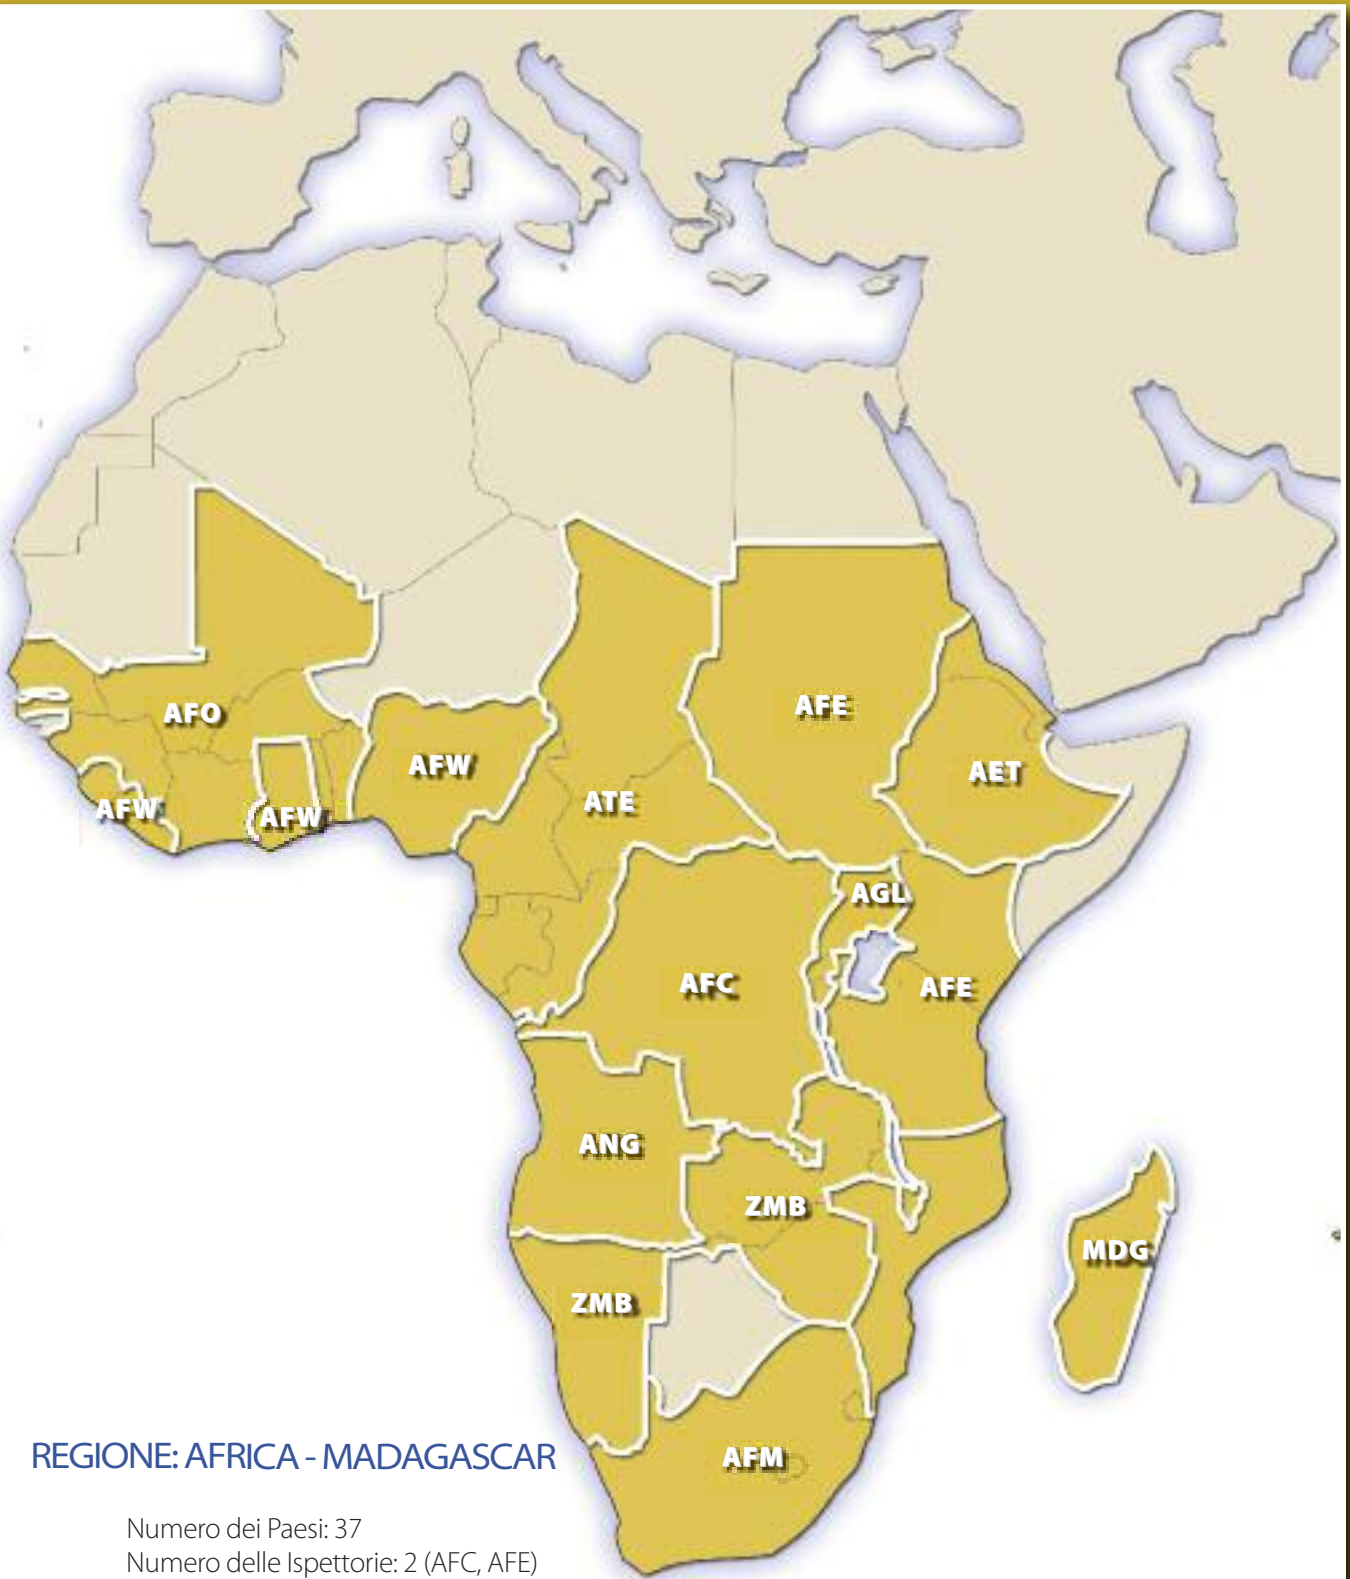 AFO
AFE
AFW
AET
ATE
AFW
AFW
AGL
AFC
AFE
ANG
ZMB
MDG
ZMB
AFM
REGIONE: AFRICA - MADAGASCAR
Numero dei Paesi: 37
Numero delle Ispettorie: 2 (AFC, AFE)